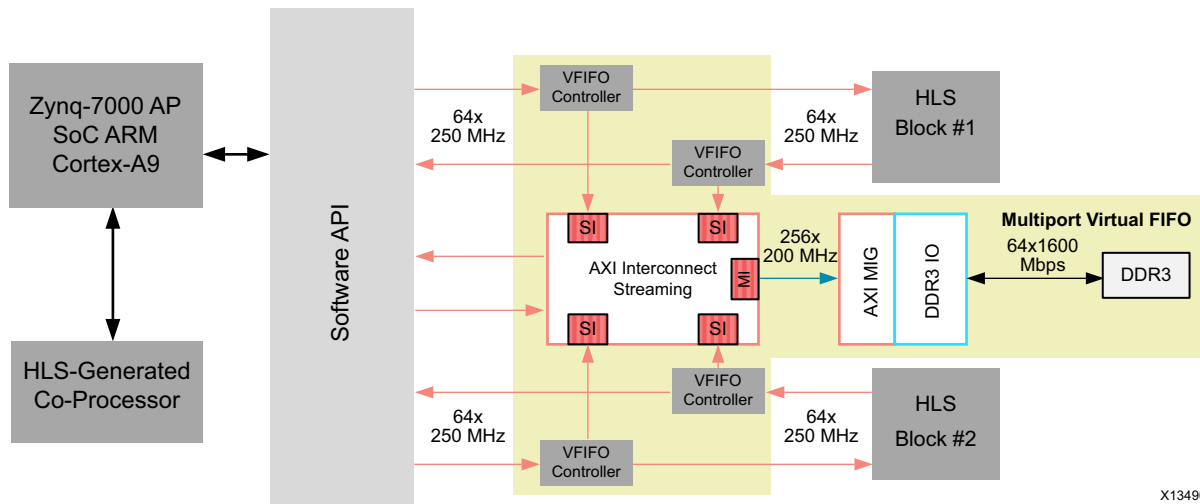 Zynq-7000 AP
SoC ARM
Cortex-A9
HLS-Generated
Co-Processor
Software API
64x
250 MHz
VFIFO
Controller
64x
250 MHz
HLS
Block #1
VFIFO
Controller
SI
SI
AXI Interconnect
Streaming
MI
SI
SI
256x
200 MHz
AXI MIG
DDR3 IO
Multiport Virtual FIFO
64x1600
Mbps
DDR3
64x
250 MHz
VFIFO
Controller
VFIFO
Controller
64x
250 MHz
HLS
Block #2
X1349